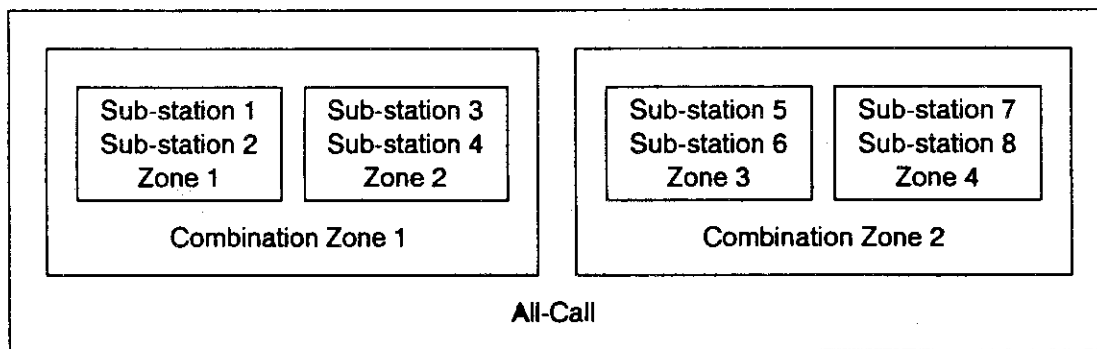 Sub-station 1
Sub-station 2
Zone 1
Sub-station 3
Sub-station 4
Zone 2
Combination Zone 1
Sub-station 5
Sub-station 6
Zone 3
Sub-station 7
Sub-station 8
Zone 4
Combination Zone 2
All-Call